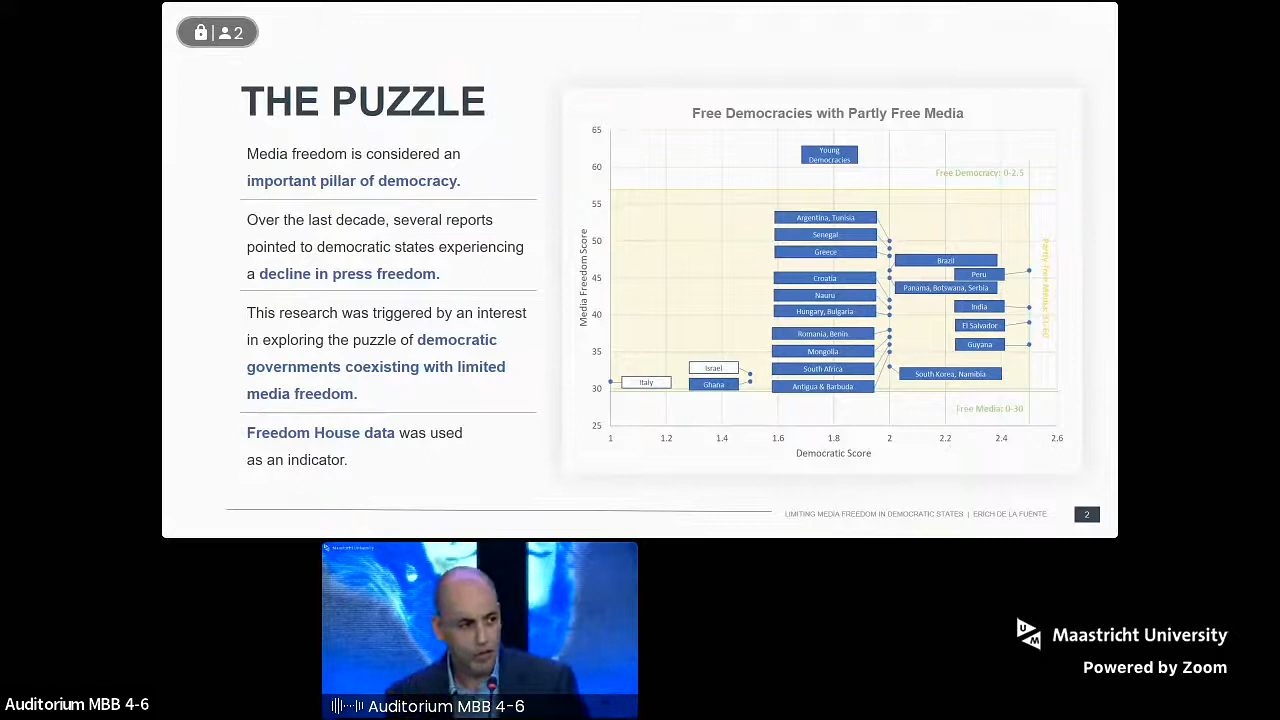 2
THE PUZZLE
Media freedom is considered an
important pillar of democracy.
Over the last decade, several reports
pointed to democratic states experiencing
a decline in press freedom.
This research was triggered by an interest
in exploring the puzzle of democratic
governments coexisting with limited
media freedom.
Freedom House data was used
as an indicator.
Free Democracies with Partly Free Media
Media Freedom Score
65
60
55
50
45
40
35
30
25
Young
Democracies
Free Democracy: 0-2.5
Argentina, Tunisia
Senegal
Greece
Brazil
Peru
Croatia
Panama, Botswana, Serbia
Nauru
India
Hungary, Bulgaria
El Salvador
Romania, Benin
Guyana
Mongolia
Israel
South Africa
South Korea, Namibia
Italy
Ghana
Antigua & Barbuda
Free Media: 0-30
1 1.2 1.4 1.6 1.8 2 2.2 2.4 2.6
Democratic Score
LIMITING MEDIA FREEDOM IN DEMOCRATIC STATES | ERICH DE LA FUENTE
2
Maastricht University
Auditorium MBB 4-6
UM
Maastricht University
Powered by Zoom
Auditorium MBB 4-6